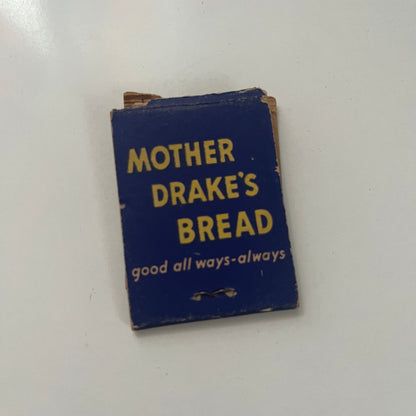 MOTHER
DRAKE'S
BREAD
good all ways-always